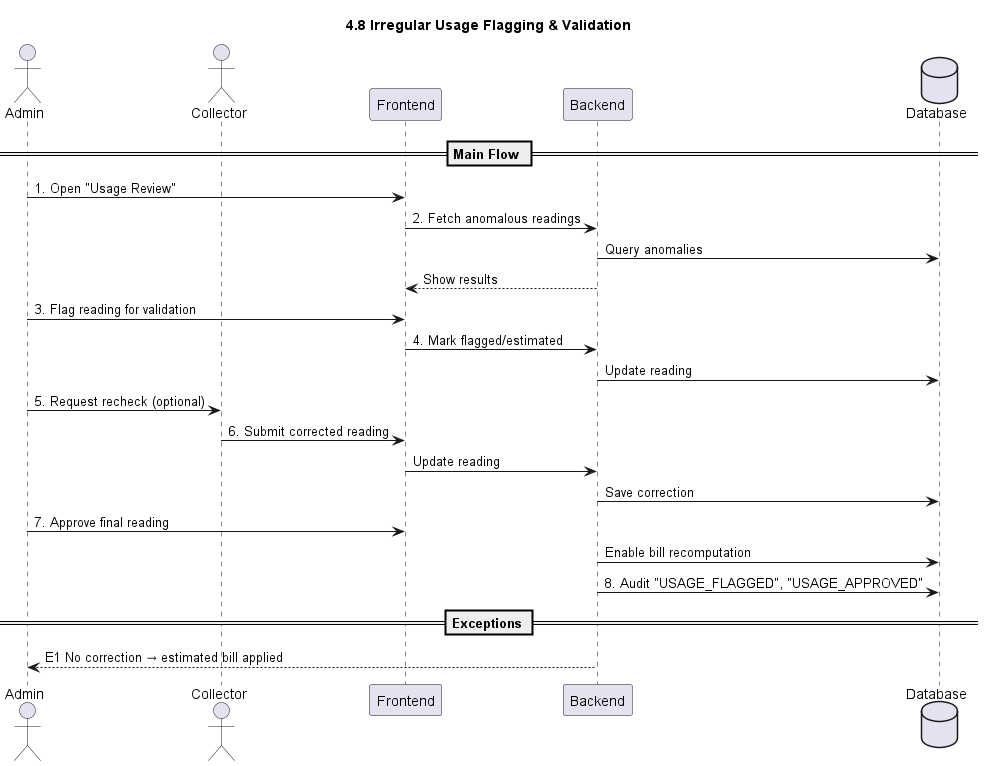 4.8 Irregular Usage Flagging & Validation
Admin
Collector
Frontend
Backend
Database
Main Flow
1. Open "Usage Review"
2. Fetch anomalous readings
Query anomalies
Show results
3. Flag reading for validation
4. Mark flagged/estimated
Update reading
5. Request recheck (optional)
6. Submit corrected reading
Update reading
Save correction
7. Approve final reading
Enable bill recomputation
8. Audit "USAGE_FLAGGED", "USAGE_APPROVED"
Exceptions
E1 No correction → estimated bill applied
Admin
Collector
Frontend
Backend
Database